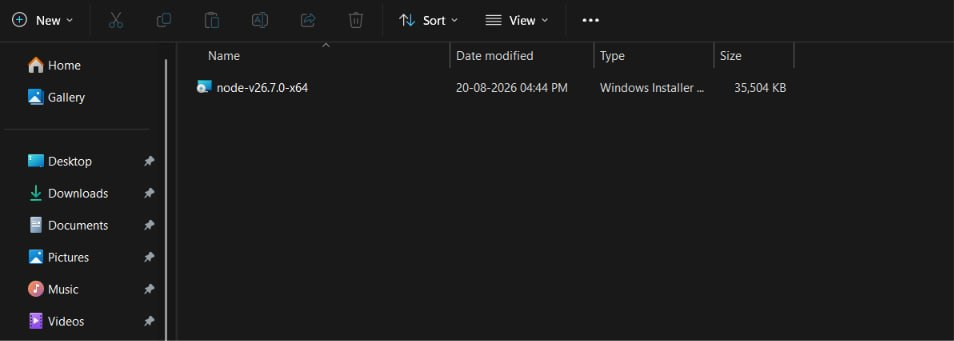 New Sort View
Name Date modified Type Size
Home
node-v26.7.0-x64 20-08-2026 04:44 PM Windows Installer ... 35,504 KB
Gallery
Desktop
Downloads
Documents
Pictures
Music
Videos